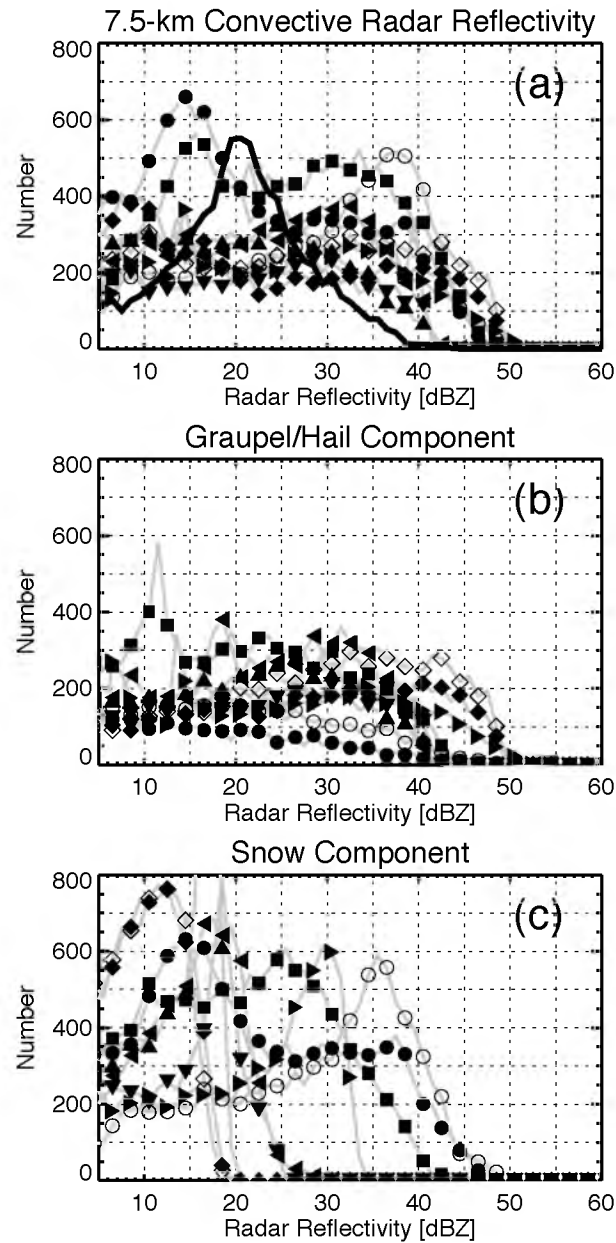 7.5-km Convective Radar Reflectivity
(a)
800
600
400
200
0
Number
10 20 30 40 50 60
Radar Reflectivity [dBZ]
Graupel/Hail Component
(b)
800
600
400
200
0
Number
10 20 30 40 50 60
Radar Reflectivity [dBZ]
Snow Component
(c)
800
600
400
200
0
Number
10 20 30 40 50 60
Radar Reflectivity [dBZ]